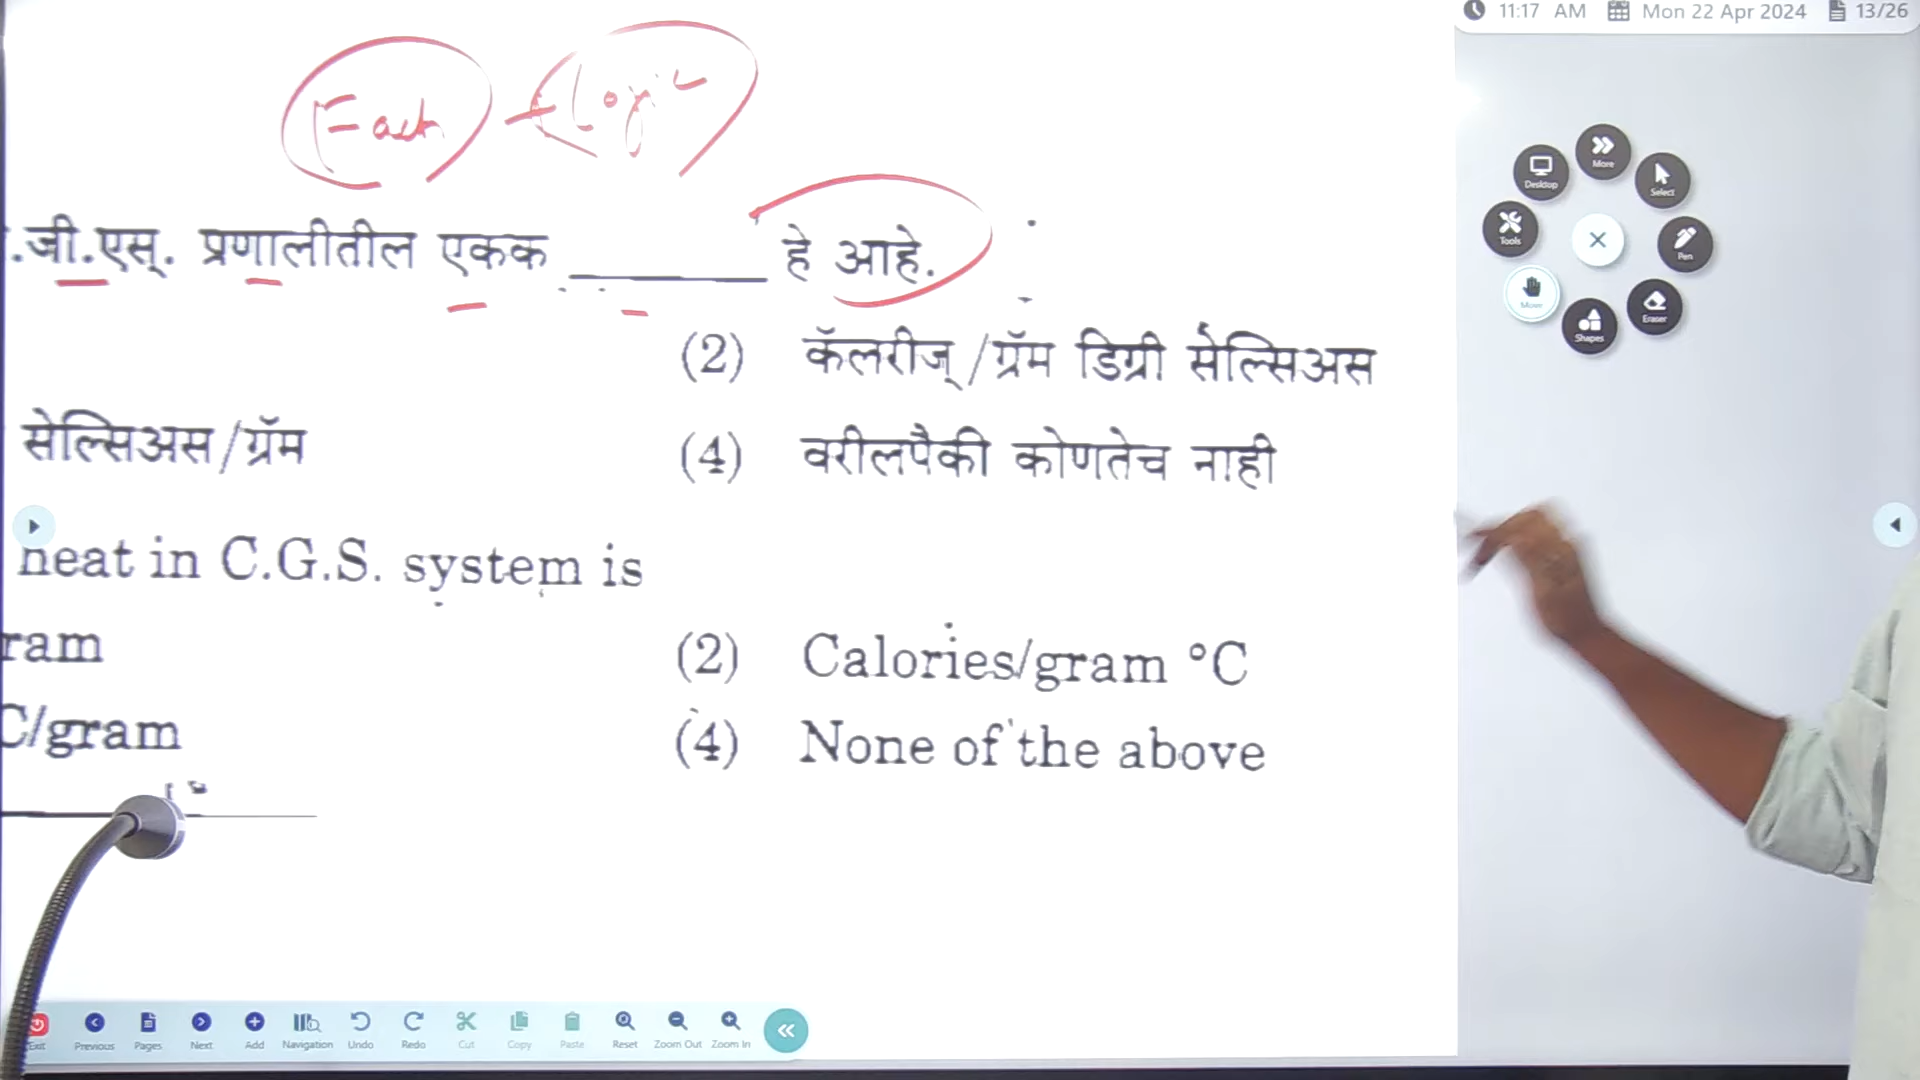 11:17 AM Mon 22 Apr 2024 13/26
Fact + Logic
.जी.एस्. प्रणालीतील एकक ________ हे आहे.
(2) कॅलरीज्/ग्रॅम डिग्री सेल्सिअस
सेल्सिअस/ग्रॅम (4) वरीलपैकी कोणतेच नाही
heat in C.G.S. system is
ram (2) Calories/gram °C
C/gram (4) None of the above
More
Desktop Select
Tools Pen
Move Eraser
Shapes
Exit Previous Pages Next Add Navigation Undo Redo Cut Copy Paste Reset Zoom Out Zoom In